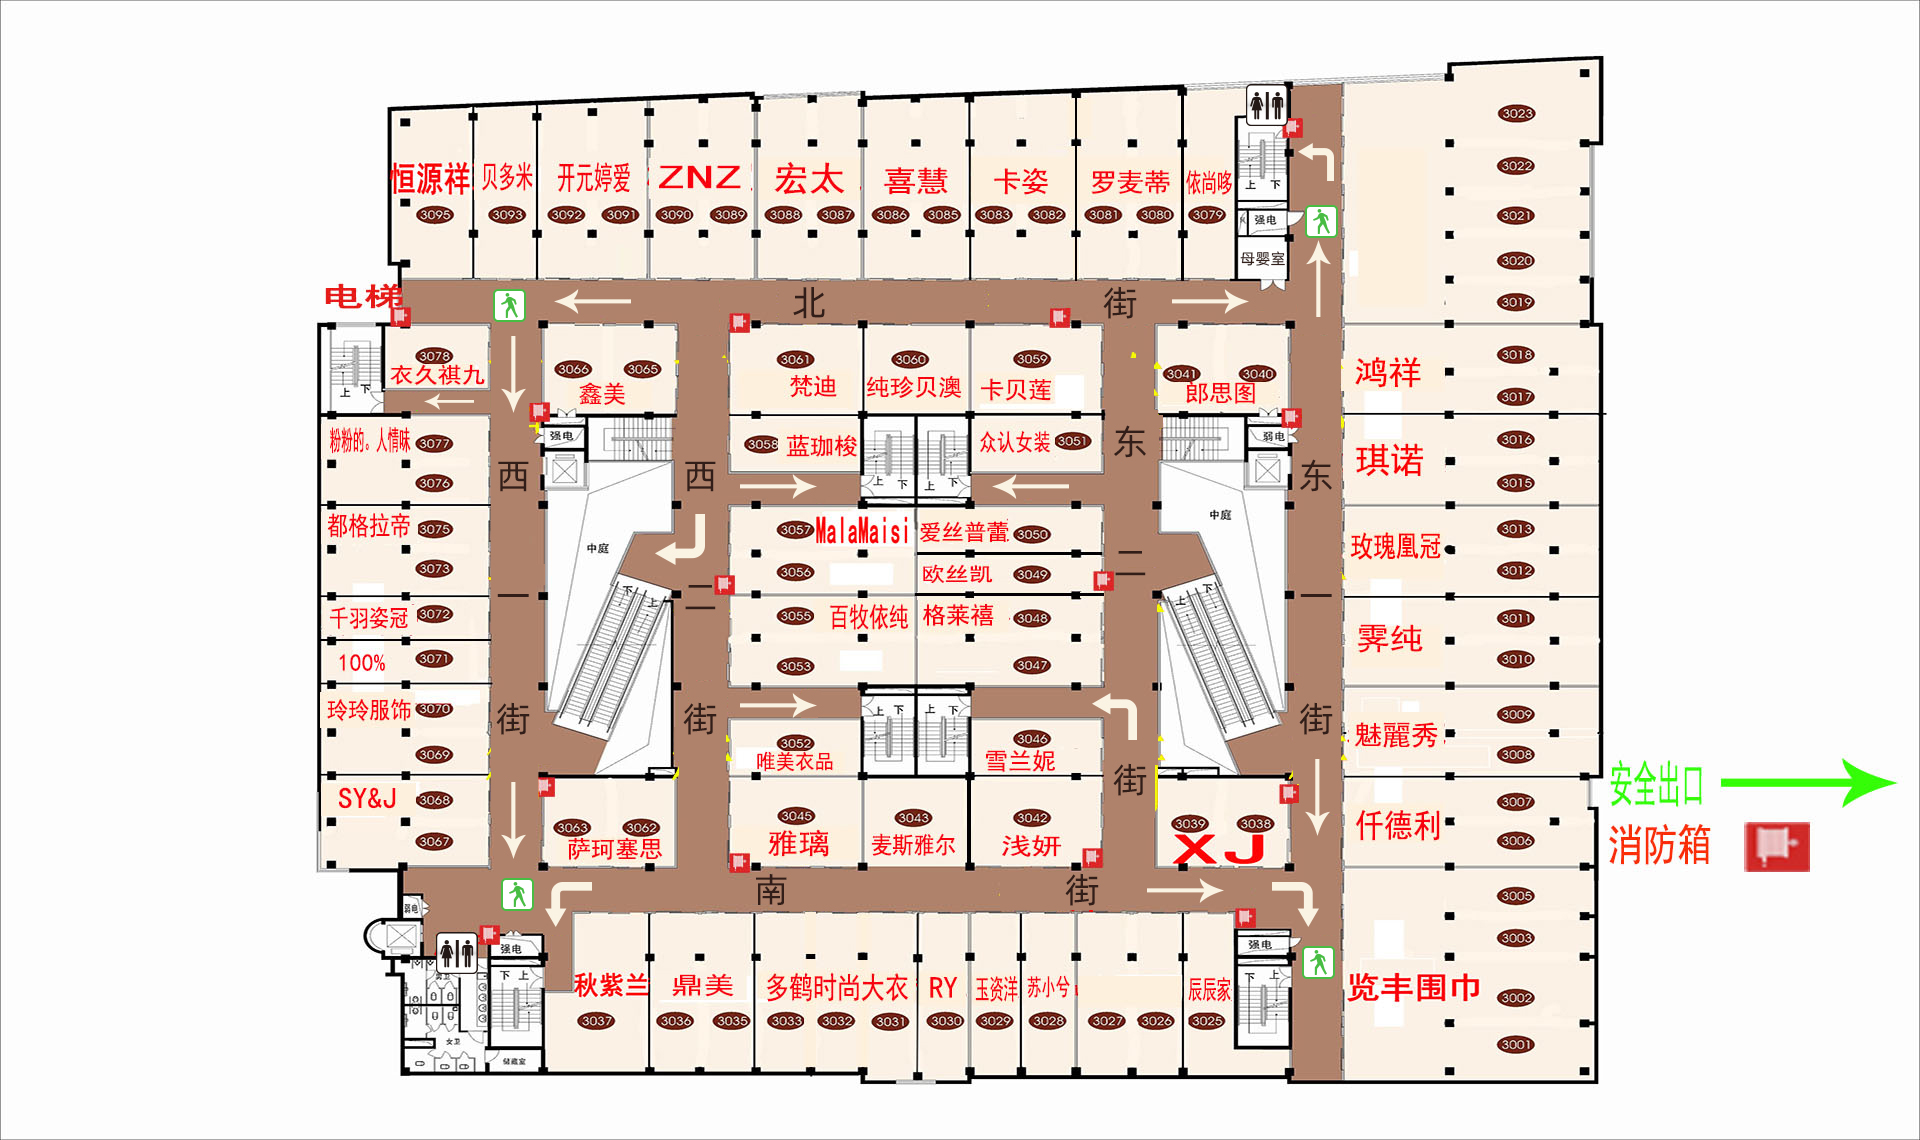 恒源祥 3095
贝多米 3093
开元婷爱 3092 3091
ZNZ 3090 3089
宏太 3088 3087
喜慧 3086 3085
卡姿 3083 3082
罗麦蒂 3081 3080
依尚哆 3079
上 下
强电
母婴室
3023
3022
3021
3020
3019
电梯
北 街
上 下
3078
衣久祺九
3066 3065
鑫美
3061
梵迪
3060
纯珍贝澳
3059
卡贝莲
3041 3040
郎思图
鸿祥
3018
3017
粉粉的。人情味
3077
3076
强电
3058 蓝珈梭
上 下
上 下
众认女装 3051
弱电
琪诺
3016
3015
西 一 街
西 二 街
东 二 街
东 一 街
中庭
中庭
都格拉帝
3075
3073
3057 MalaMaisi
3056
爱丝普蕾 3050
欧丝凯 3049
玫瑰凰冠
3013
3012
下 上
上 下
千羽姿冠 3072
100% 3071
3055 百牧依纯
3053
格莱禧 3048
3047
霁纯
3011
3010
玲玲服饰 3070
3069
上 下
上 下
3052
唯美衣品
3046
雪兰妮
魅麗秀
3009
3008
SY&J
3068
3067
3063 3062
萨珂塞思
3045
雅璃
3043
麦斯雅尔
3042
浅妍
3039 3038
XJ
仟德利
3007
3006
安全出口
消防箱
南 街
弱电
强电
下 上
男卫
女卫
储藏室
秋紫兰
3037
鼎美
3036 3035
多鹤时尚大衣
3033 3032 3031
RY
3030
玉资洋
3029
苏小兮
3028
3027 3026
辰辰家
3025
强电
下 上
览丰围巾
3005
3003
3002
3001